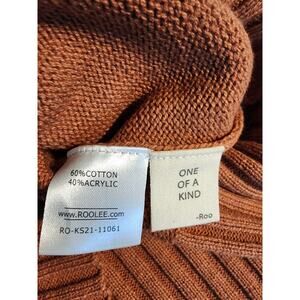 60%COTTON
40%ACRYLIC
www.ROOLEE.com
RO-KS21-11061
ONE
OF A
KIND
-Roo